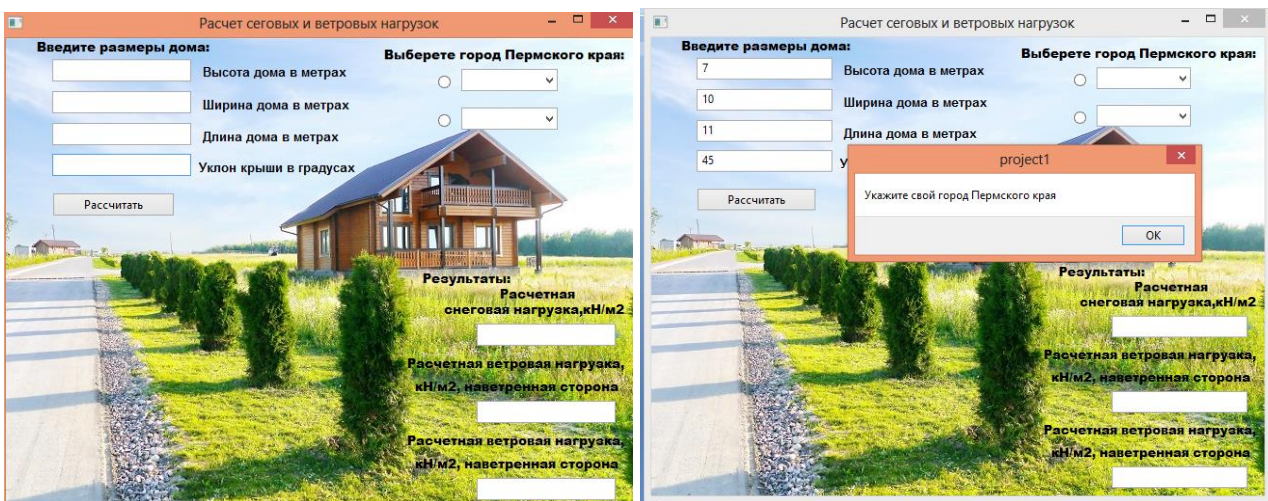 Расчет сеговых и ветровых нагрузок
Введите размеры дома:
Выберете город Пермского края:
Высота дома в метрах
Ширина дома в метрах
Длина дома в метрах
Уклон крыши в градусах
Рассчитать
Результаты:
Расчетная
снеговая нагрузка,кН/м2
Расчетная ветровая нагрузка,
кН/м2, наветренная сторона
Расчетная ветровая нагрузка,
кН/м2, наветренная сторона
Расчет сеговых и ветровых нагрузок
Введите размеры дома:
Выберете город Пермского края:
7
Высота дома в метрах
10
Ширина дома в метрах
11
Длина дома в метрах
45
У
project1
Укажите свой город Пермского края
OK
Рассчитать
Результаты:
Расчетная
снеговая нагрузка,кН/м2
Расчетная ветровая нагрузка,
кН/м2, наветренная сторона
Расчетная ветровая нагрузка,
кН/м2, наветренная сторона